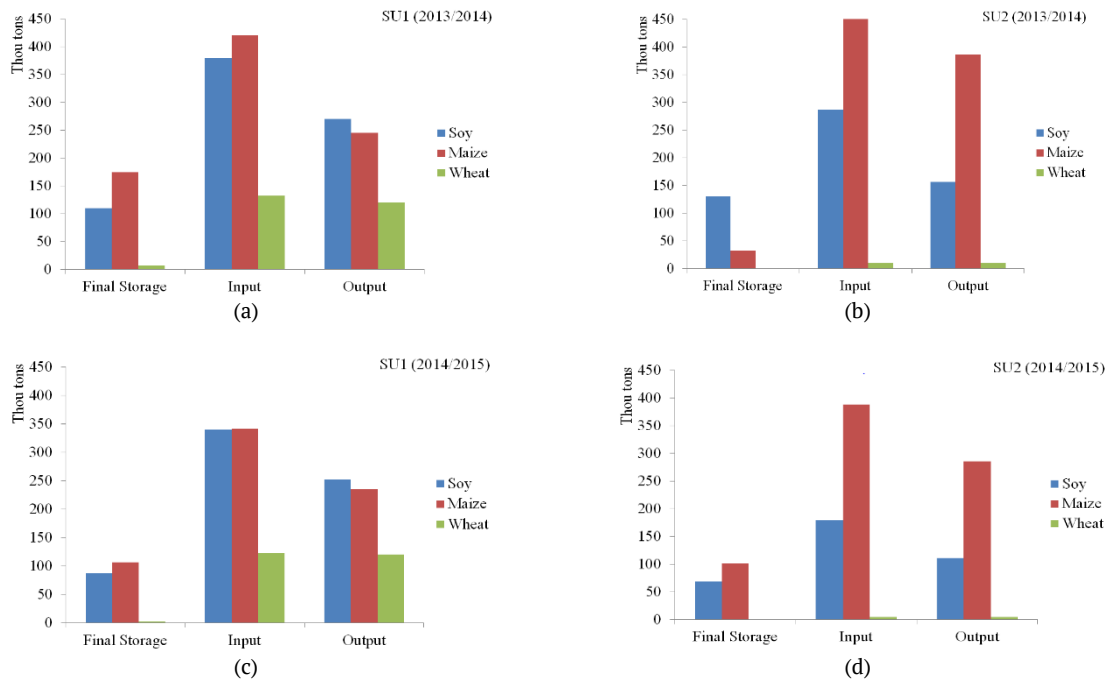 SU1 (2013/2014)
Thou tons
450
400
350
300
250
200
150
100
50
0
Soy
Maize
Wheat
Final Storage Input Output
(a)
SU2 (2013/2014)
Thou tons
450
400
350
300
250
200
150
100
50
0
Soy
Maize
Wheat
Final Storage Input Output
(b)
SU1 (2014/2015)
Thou tons
450
400
350
300
250
200
150
100
50
0
Soy
Maize
Wheat
Final Storage Input Output
(c)
SU2 (2014/2015)
Thou tons
450
400
350
300
250
200
150
100
50
0
Soy
Maize
Wheat
Final Storage Input Output
(d)